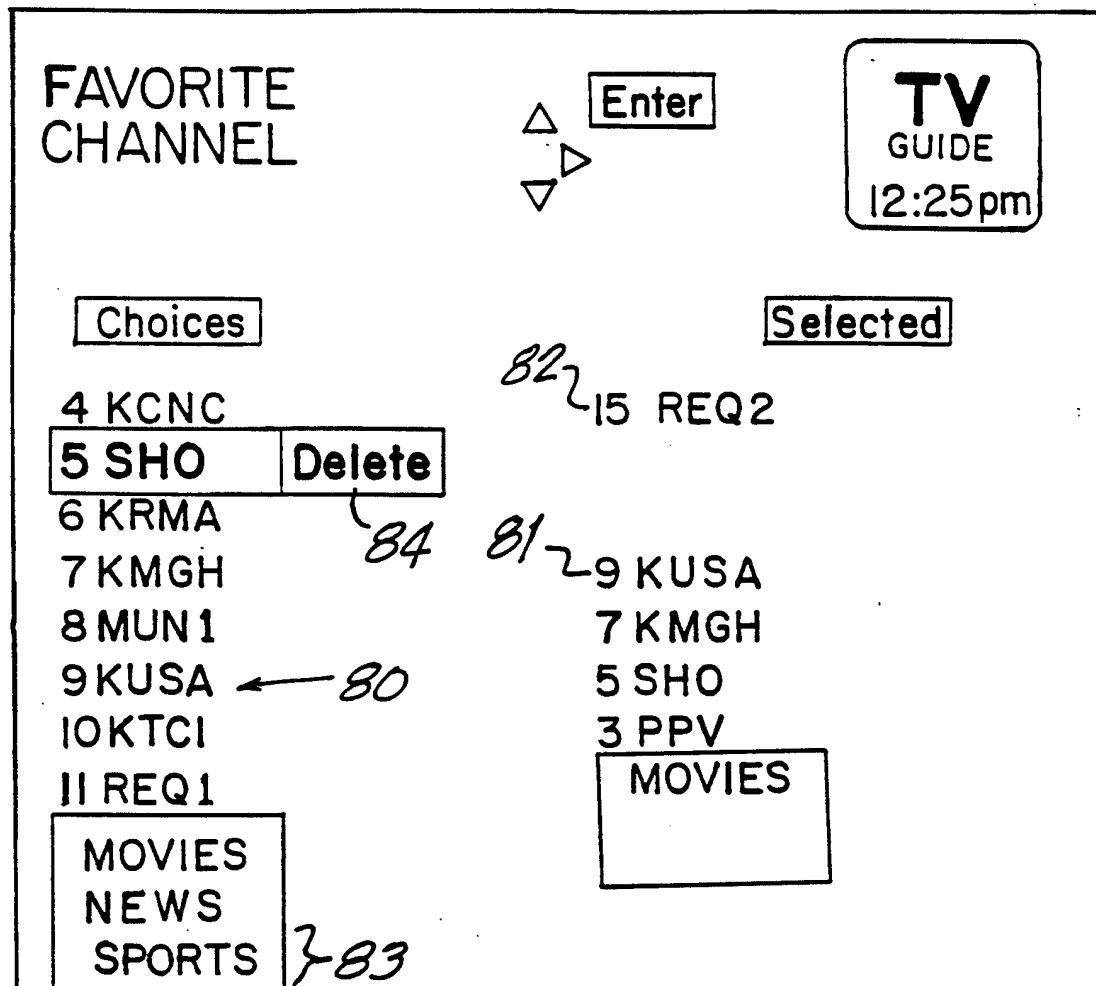 FAVORITE
CHANNEL
Enter
TV
GUIDE
12:25pm
Choices
Selected
4 KCNC
5 SHO Delete
6 KRMA
84
7 KMGH
8 MUN1
9 KUSA 80
10 KTCI
11 REQ1
MOVIES
NEWS
SPORTS 83
82 15 REQ2
81 9 KUSA
7 KMGH
5 SHO
3 PPV
MOVIES